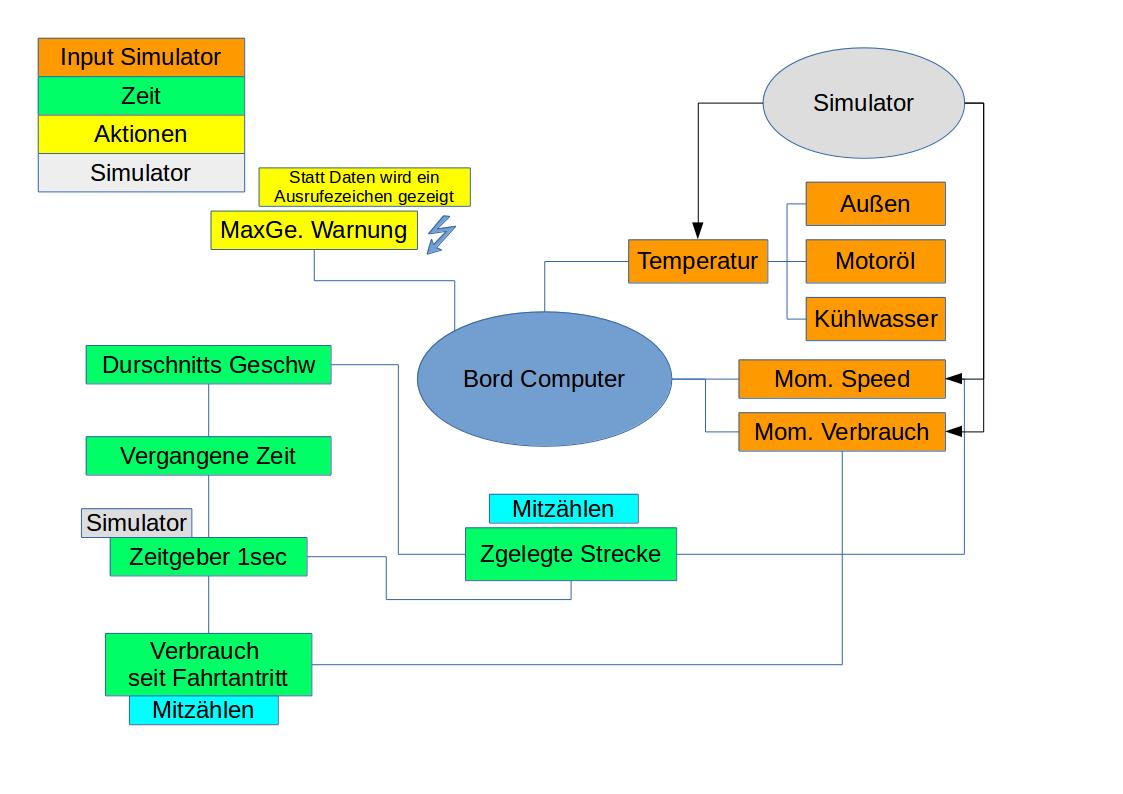 Input Simulator
Zeit
Aktionen
Simulator
Simulator
Statt Daten wird ein
Ausrufezeichen gezeigt
MaxGe. Warnung
Außen
Temperatur
Motoröl
Kühlwasser
Durschnitts Geschw
Bord Computer
Mom. Speed
Mom. Verbrauch
Vergangene Zeit
Mitzählen
Simulator
Zeitgeber 1sec
Zgelegte Strecke
Verbrauch
seit Fahrtantritt
Mitzählen